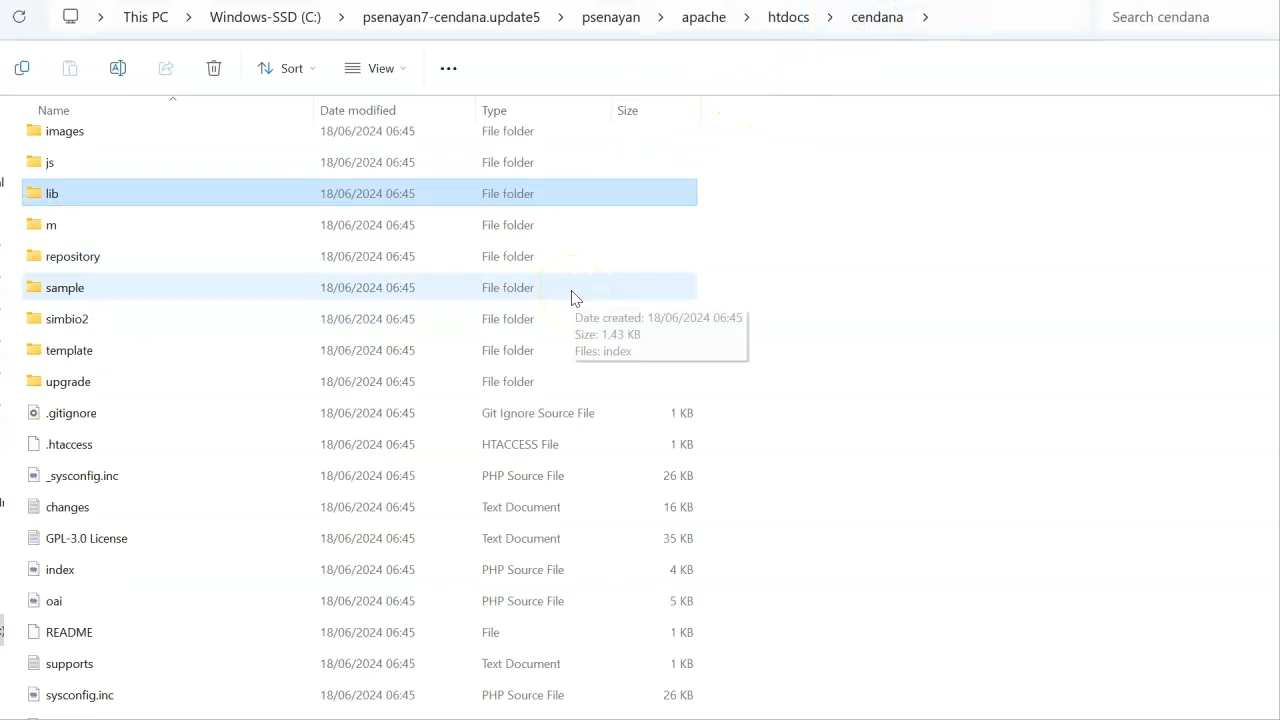 This PC > Windows-SSD (C:) > psenayan7-cendana.update5 > psenayan > apache > htdocs > cendana > Search cendana
Sort View
Name Date modified Type Size
images 18/06/2024 06:45 File folder
js 18/06/2024 06:45 File folder
lib 18/06/2024 06:45 File folder
m 18/06/2024 06:45 File folder
repository 18/06/2024 06:45 File folder
sample 18/06/2024 06:45 File folder
simbio2 18/06/2024 06:45 File folder
Date created: 18/06/2024 06:45
Size: 1.43 KB
Files: index
template 18/06/2024 06:45 File folder
upgrade 18/06/2024 06:45 File folder
.gitignore 18/06/2024 06:45 Git Ignore Source File 1 KB
.htaccess 18/06/2024 06:45 HTACCESS File 1 KB
_sysconfig.inc 18/06/2024 06:45 PHP Source File 26 KB
changes 18/06/2024 06:45 Text Document 16 KB
GPL-3.0 License 18/06/2024 06:45 Text Document 35 KB
index 18/06/2024 06:45 PHP Source File 4 KB
oai 18/06/2024 06:45 PHP Source File 5 KB
README 18/06/2024 06:45 File 1 KB
supports 18/06/2024 06:45 Text Document 1 KB
sysconfig.inc 18/06/2024 06:45 PHP Source File 26 KB